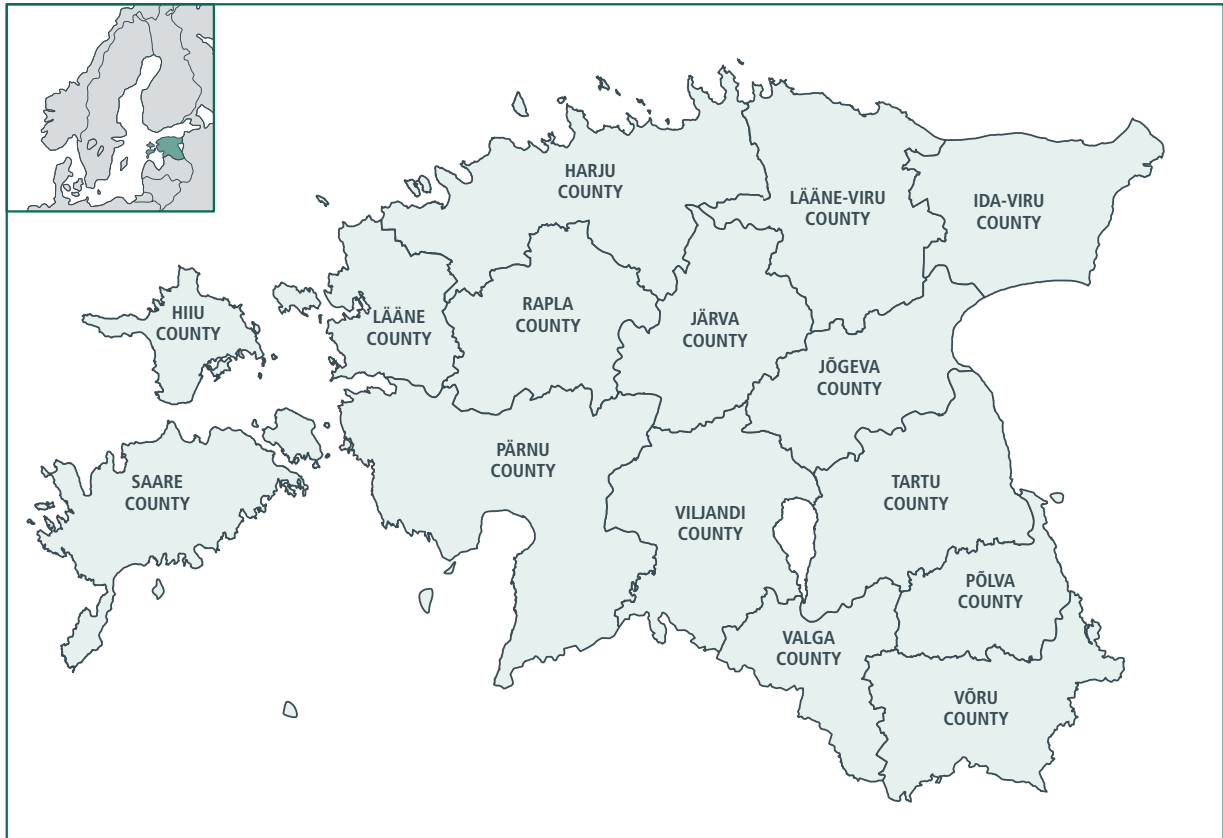 HARJU
COUNTY
LÄÄNE-VIRU
COUNTY
IDA-VIRU
COUNTY
HIIU
COUNTY
LÄÄNE
COUNTY
RAPLA
COUNTY
JÄRVA
COUNTY
JÕGEVA
COUNTY
SAARE
COUNTY
PÄRNU
COUNTY
VILJANDI
COUNTY
TARTU
COUNTY
PÕLVA
COUNTY
VALGA
COUNTY
VÕRU
COUNTY